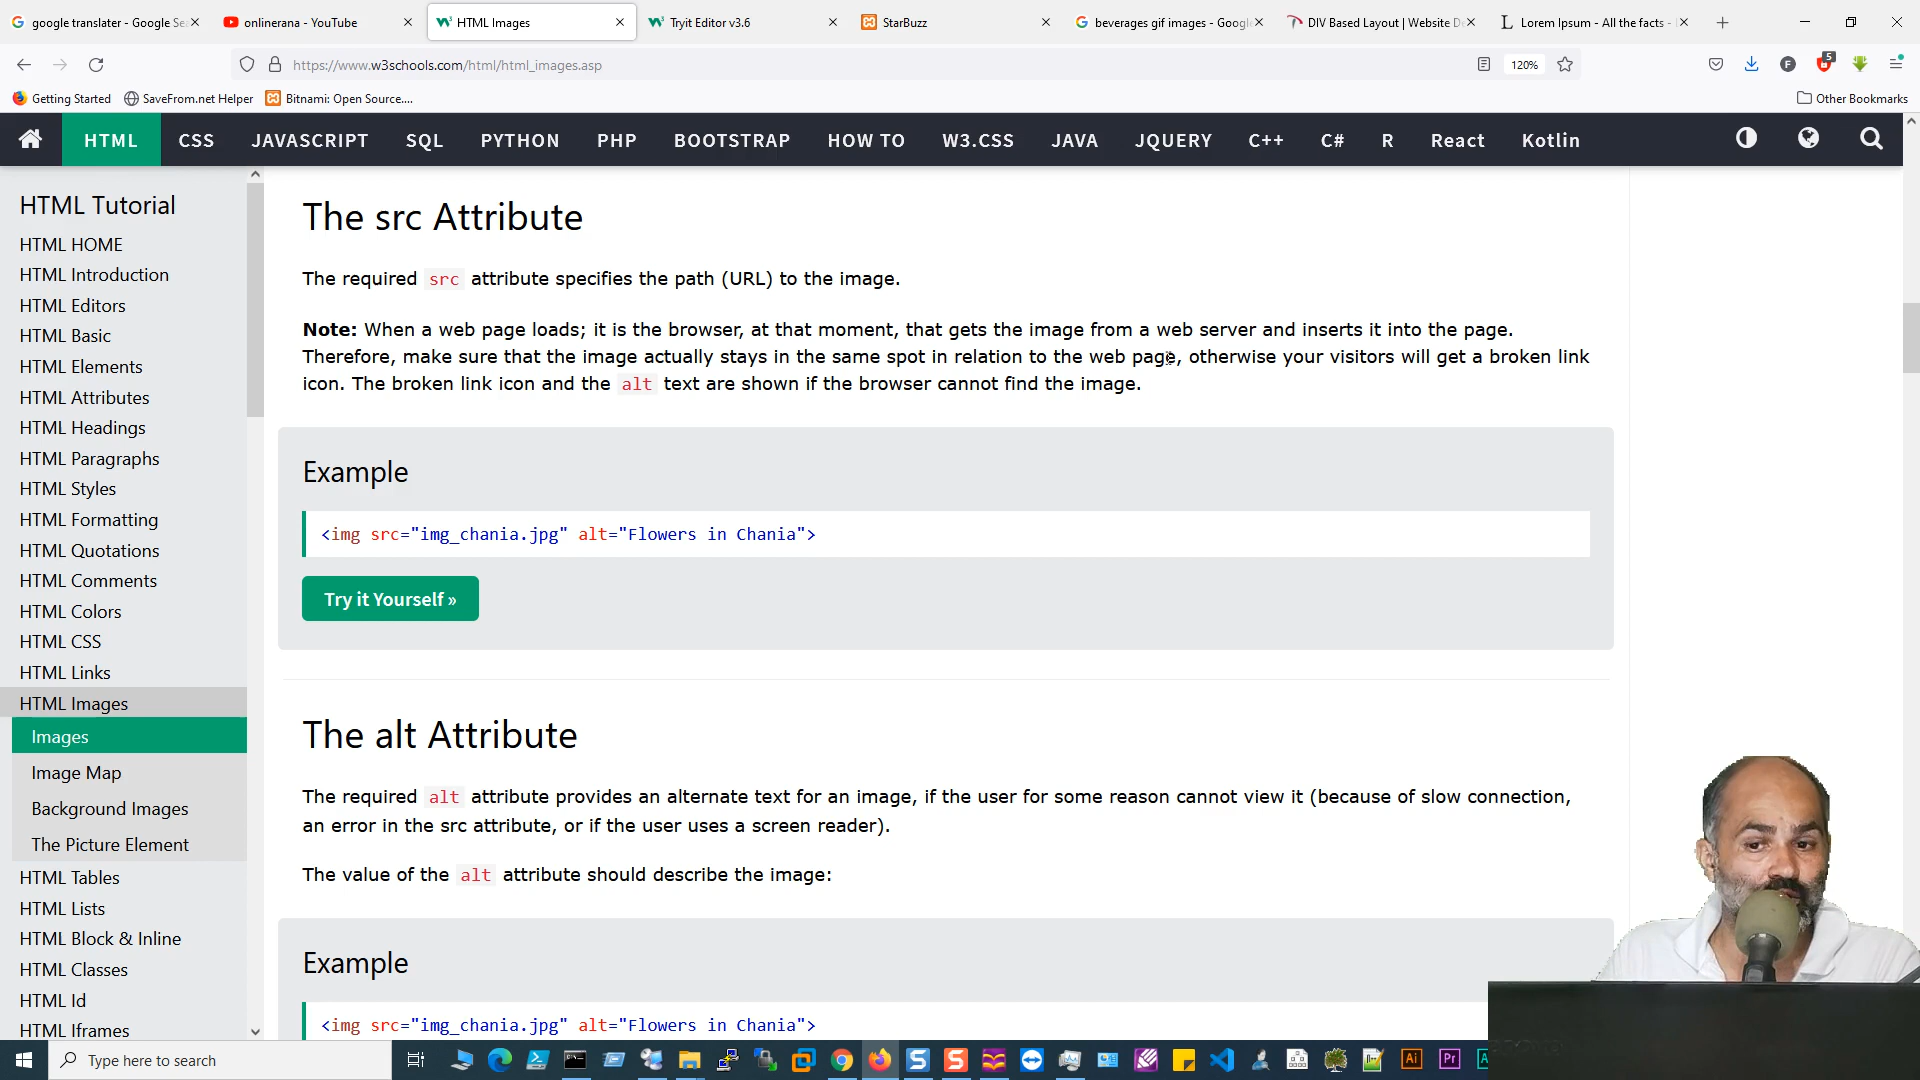 google translater - Google Se
onlinerana - YouTube
HTML Images
Tryit Editor v3.6
StarBuzz
beverages gif images - Google
DIV Based Layout | Website De
Lorem Ipsum - All the facts -
https://www.w3schools.com/html/html_images.asp
120%
5
Getting Started
SaveFrom.net Helper
Bitnami: Open Source....
Other Bookmarks
HTML CSS JAVASCRIPT SQL PYTHON PHP BOOTSTRAP HOW TO W3.CSS JAVA JQUERY C++ C# R React Kotlin
HTML Tutorial
HTML HOME
HTML Introduction
HTML Editors
HTML Basic
HTML Elements
HTML Attributes
HTML Headings
HTML Paragraphs
HTML Styles
HTML Formatting
HTML Quotations
HTML Comments
HTML Colors
HTML CSS
HTML Links
HTML Images
Images
Image Map
Background Images
The Picture Element
HTML Tables
HTML Lists
HTML Block & Inline
HTML Classes
HTML Id
HTML Iframes
The src Attribute
The required src attribute specifies the path (URL) to the image.
Note: When a web page loads; it is the browser, at that moment, that gets the image from a web server and inserts it into the page.
Therefore, make sure that the image actually stays in the same spot in relation to the web page, otherwise your visitors will get a broken link
icon. The broken link icon and the alt text are shown if the browser cannot find the image.
Example
<img src="img_chania.jpg" alt="Flowers in Chania">
Try it Yourself »
The alt Attribute
The required alt attribute provides an alternate text for an image, if the user for some reason cannot view it (because of slow connection,
an error in the src attribute, or if the user uses a screen reader).
The value of the alt attribute should describe the image:
Example
<img src="img_chania.jpg" alt="Flowers in Chania">
Type here to search
Ai
Pr